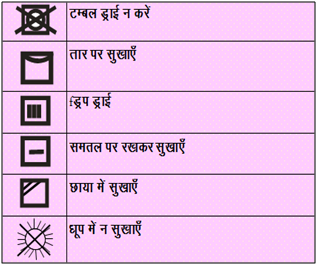 टम्बल ड्राई न करें
तार पर सुखाएँ
ड्रिप ड्राई
समतल पर रखकर सुखाएँ
छाया में सुखाएँ
धूप में न सुखाएँ